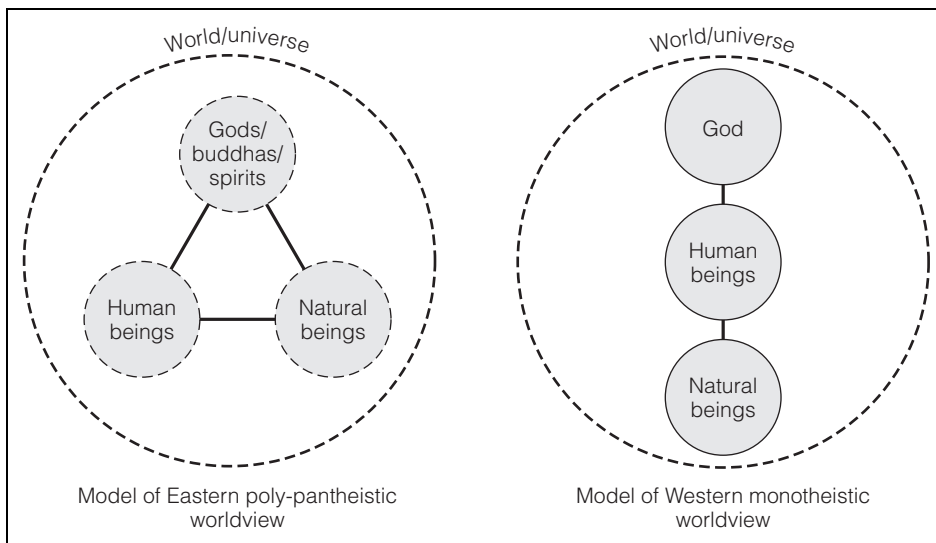 World/universe
Gods/
buddhas/
spirits
Human
beings
Natural
beings
Model of Eastern poly-pantheistic
worldview
World/universe
God
Human
beings
Natural
beings
Model of Western monotheistic
worldview